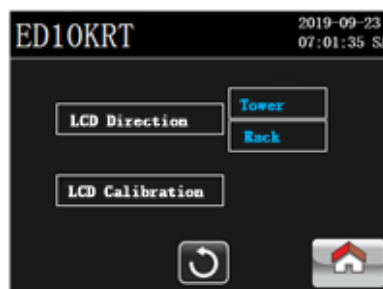 ED10KRT
2019-09-23
07:01:35
LCD Direction
Tower
Rack
LCD Calibration